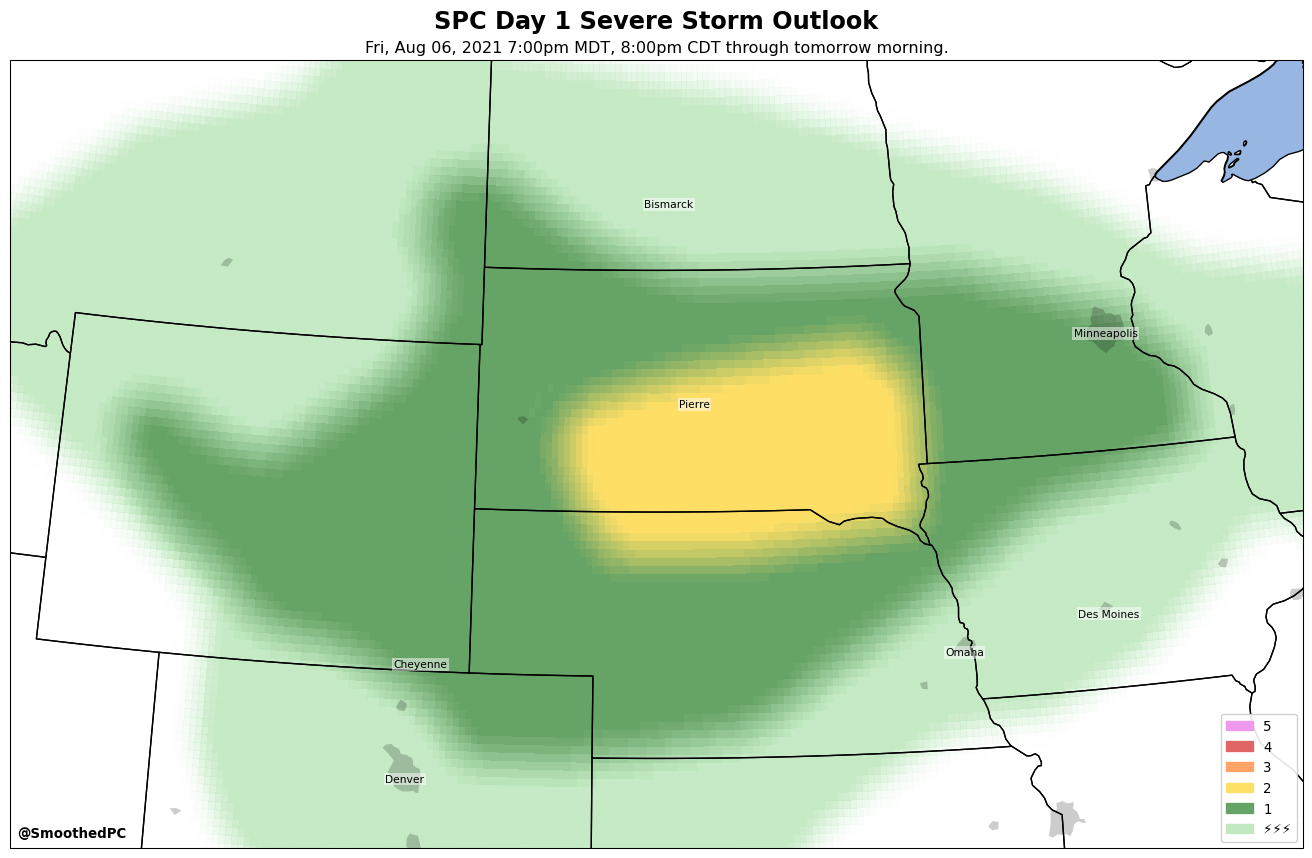 SPC Day 1 Severe Storm Outlook
Fri, Aug 06, 2021 7:00pm MDT, 8:00pm CDT through tomorrow morning.
Bismarck
Minneapolis
Pierre
Des Moines
Omaha
Cheyenne
Denver
5
4
3
2
1
⚡⚡⚡
@SmoothedPC